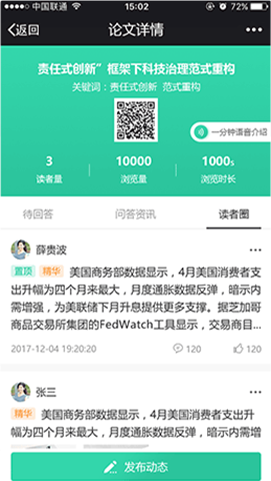 中国联通 15:02 72%
返回 论文详情
责任式创新”框架下科技治理范式重构
关键词：责任式创新 范式重构
一分钟语音介绍
3 10000 1000s
读者量 浏览量 浏览时长
待回答 问答资讯 读者圈
薛贵波
置顶 精华 美国商务部数据显示，4月美国消费者支
出升幅为四个月来最大，月度通胀数据反弹，暗示内
需增强，为美联储下月升息提供更多支撑。据芝加哥
商品交易所集团的FedWatch工具显示，交易商目...
2017-12-04 19:20:20 120 120
张三
精华 美国商务部数据显示，4月美国消费者支出升
幅为四个月来最大，月度通胀数据反弹，暗示内需增
发布动态